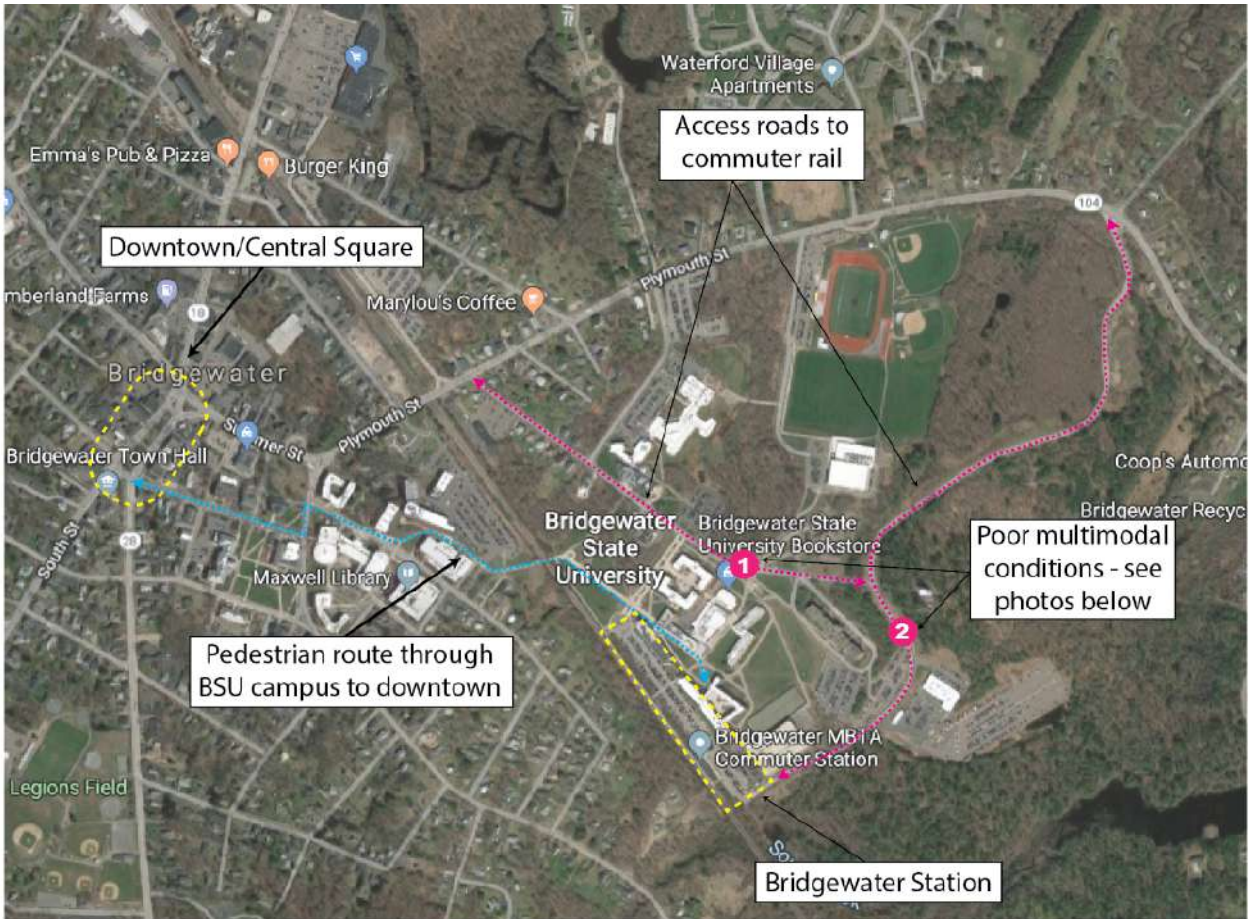 Waterford Village
Apartments
Access roads to
commuter rail
Emma's Pub & Pizza
Burger King
104
Downtown/Central Square
Plymouth St
mberland Farms
Marylou's Coffee
18
Bridgewater
Plymouth St
Summer St
Bridgewater Town Hall
Coop's Automo
Bridgewater Recyc
South St
28
Bridgewater
State
University
Bridgewater State
University Bookstore
1
Poor multimodal
conditions - see
photos below
Maxwell Library
2
Pedestrian route through
BSU campus to downtown
Bridgewater MBTA
Commuter Station
Legions Field
Bridgewater Station